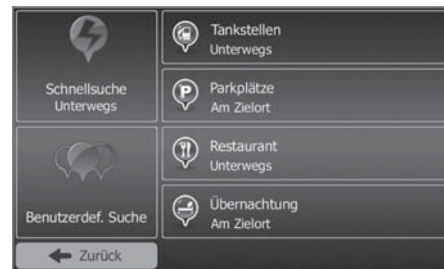 Schnellsuche
Unterwegs
Benutzerdef. Suche
Zurück
Tankstellen
Unterwegs
P
Parkplätze
Am Zielort
Restaurant
Unterwegs
Übernachtung
Am Zielort